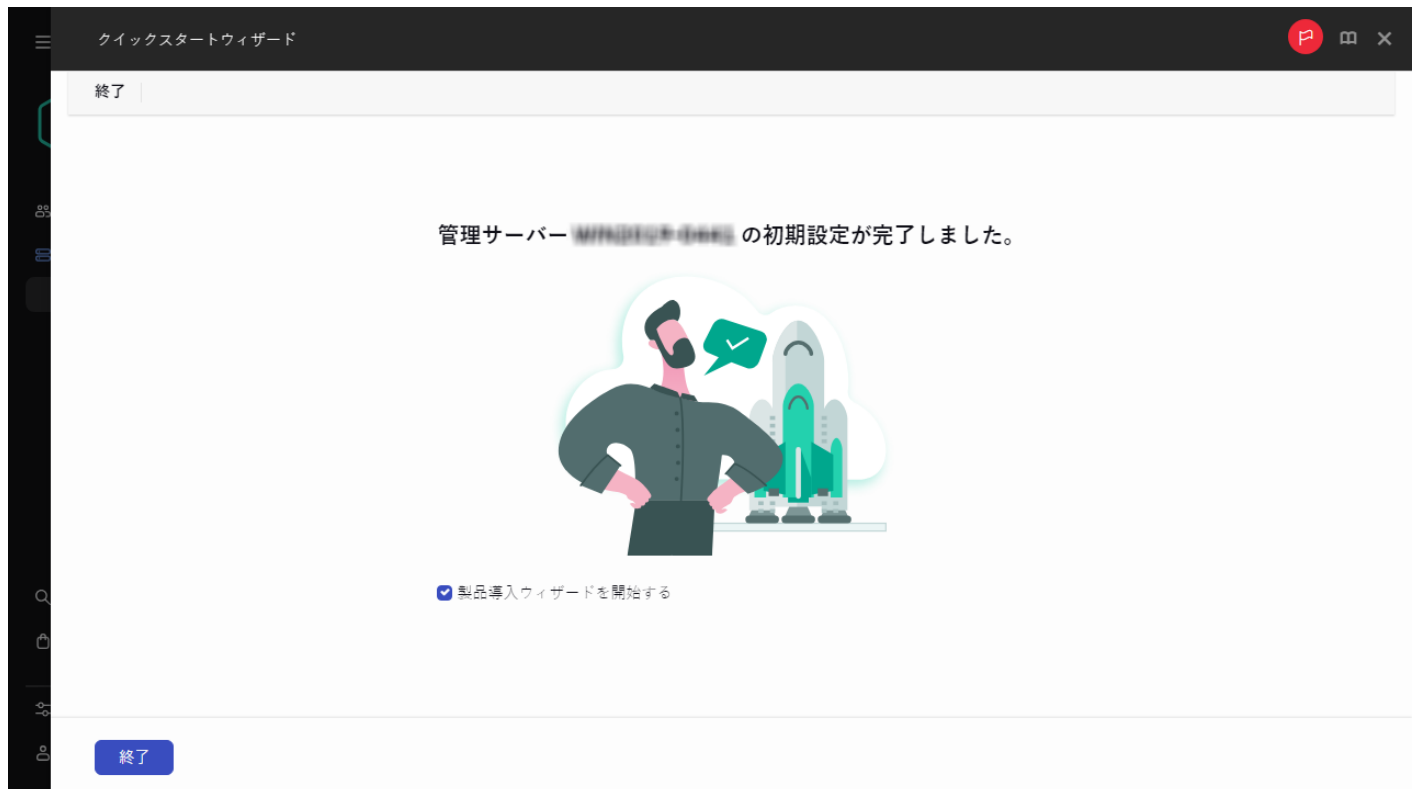 クイックスタートウィザード
終了
管理サーバー の初期設定が完了しました。
製品導入ウィザードを開始する
終了